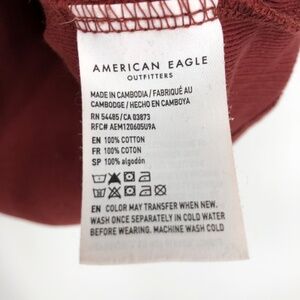 AMERICAN EAGLE
OUTFITTERS
MADE IN CAMBODIA / FABRIQUÉ AU
CAMBODGE / HECHO EN CAMBOYA
RN 54485 / CA 03873
RFC# AEM120605U9A
EN 100% COTTON
FR 100% COTON
SP 100% algodón
EN COLOR MAY TRANSFER WHEN NEW.
WASH ONCE SEPARATELY IN COLD WATER
BEFORE WEARING. MACHINE WASH COLD